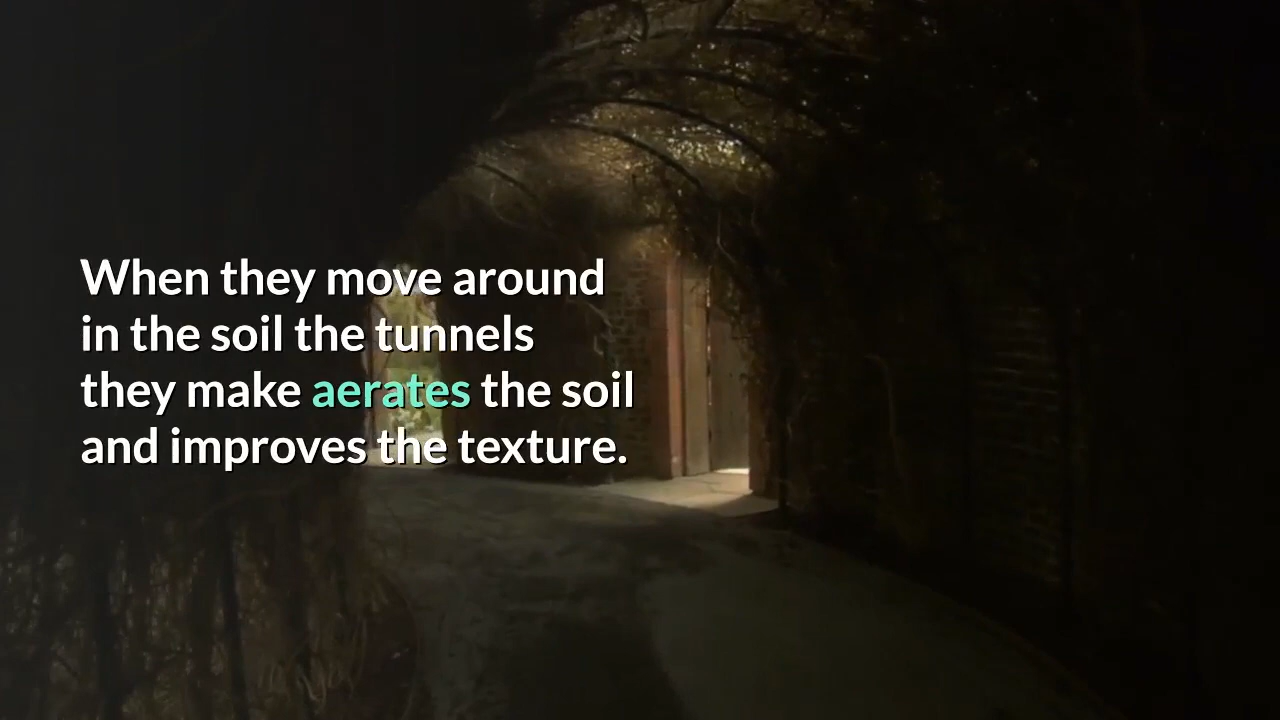 When they move around
in the soil the tunnels
they make aerates the soil
and improves the texture.